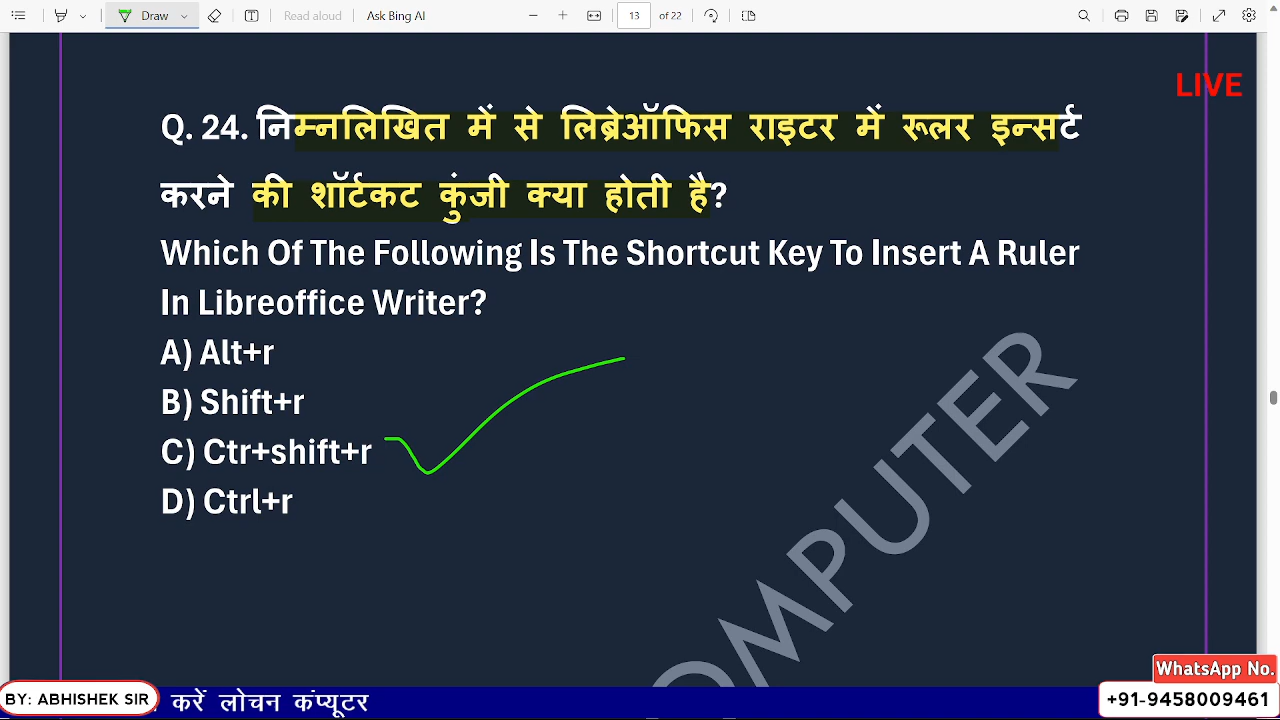 Draw
Read aloud
Ask Bing AI
13 of 22
LIVE
Q. 24. निम्नलिखित में से लिब्रेऑफिस राइटर में रूलर इन्सर्ट
करने की शॉर्टकट कुंजी क्या होती है?
Which Of The Following Is The Shortcut Key To Insert A Ruler
In Libreoffice Writer?
A) Alt+r
B) Shift+r
C) Ctr+shift+r
D) Ctrl+r
OMPUTER
WhatsApp No.
BY: ABHISHEK SIR करें लोचन कंप्यूटर +91-9458009461